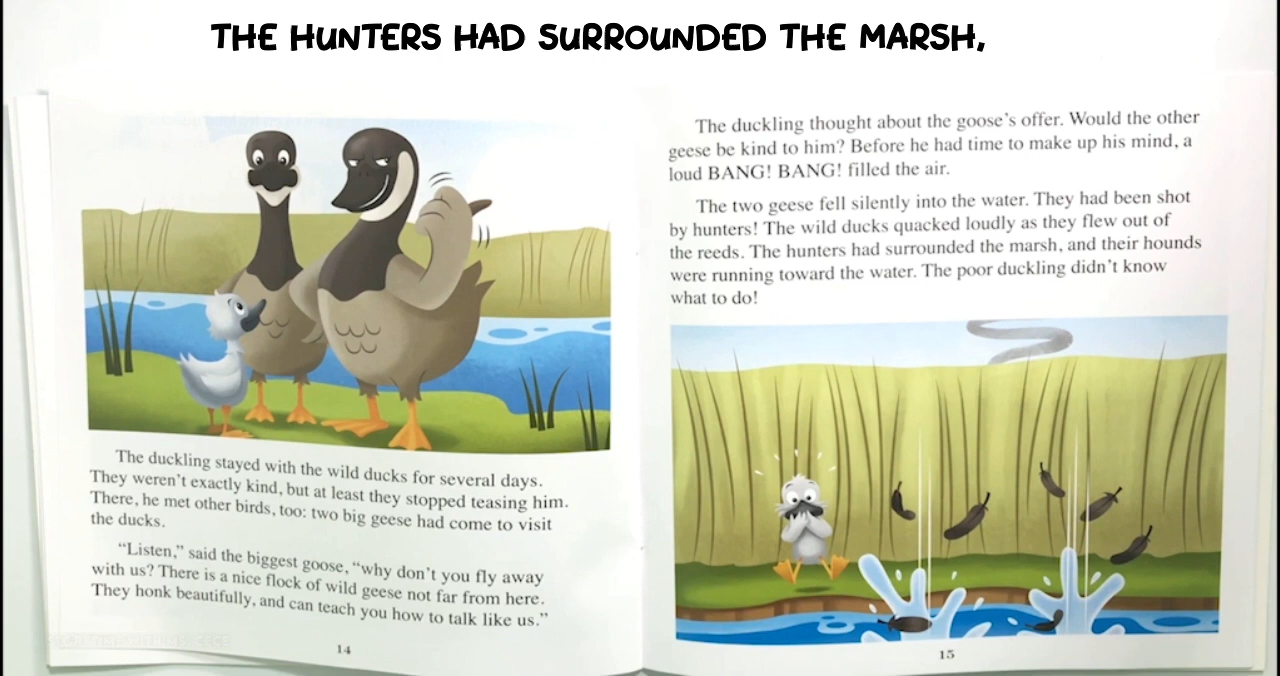 THE HUNTERS HAD SURROUNDED THE MARSH,
The duckling stayed with the wild ducks for several days.
They weren't exactly kind, but at least they stopped teasing him.
There, he met other birds, too: two big geese had come to visit
the ducks.
“Listen,” said the biggest goose, “why don't you fly away
with us? There is a nice flock of wild geese not far from here.
They honk beautifully, and can teach you how to talk like us.”
14
The duckling thought about the goose's offer. Would the other
geese be kind to him? Before he had time to make up his mind, a
loud BANG! BANG! filled the air.
The two geese fell silently into the water. They had been shot
by hunters! The wild ducks quacked loudly as they flew out of
the reeds. The hunters had surrounded the marsh, and their hounds
were running toward the water. The poor duckling didn't know
what to do!
15